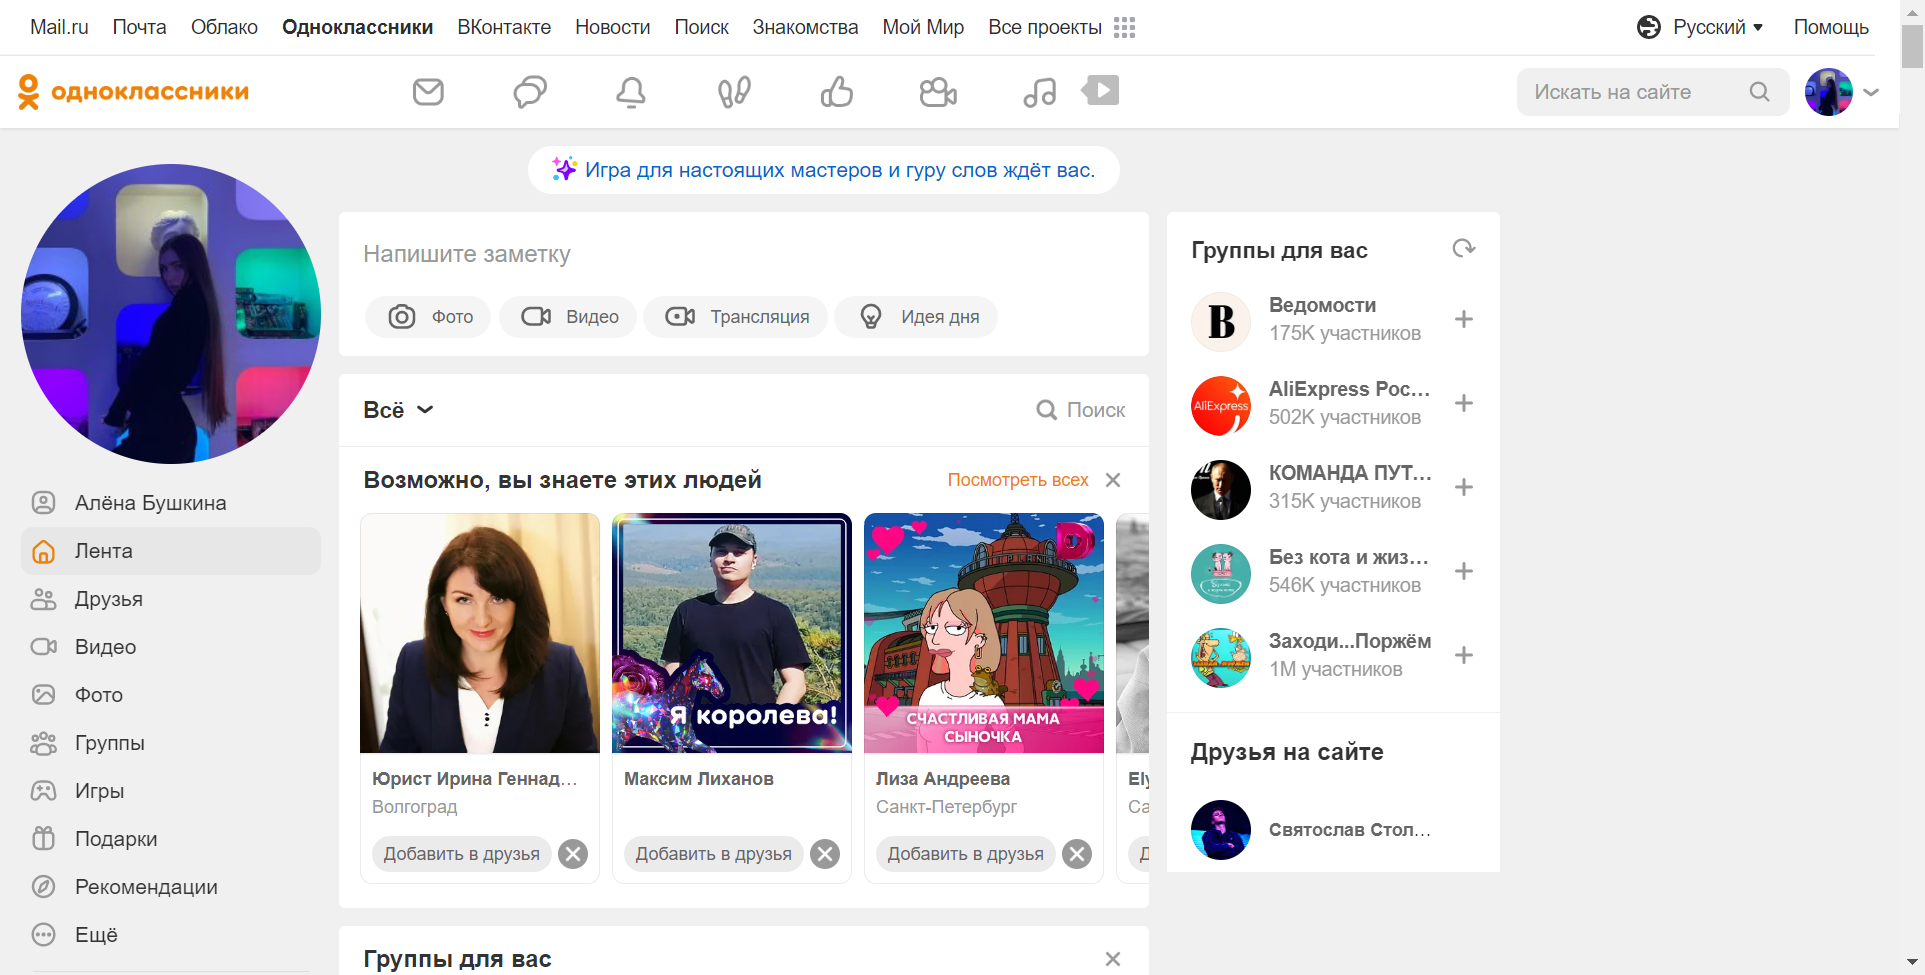 Mail.ru Почта Облако Одноклассники ВКонтакте Новости Поиск Знакомства Мой Мир Все проекты Русский Помощь
одноклассники
Искать на сайте
Игра для настоящих мастеров и гуру слов ждёт вас.
Алёна Бушкина
Лента
Друзья
Видео
Фото
Группы
Игры
Подарки
Рекомендации
Ещё
Напишите заметку
Фото Видео Трансляция Идея дня
Всё Поиск
Возможно, вы знаете этих людей Посмотреть всех
Я королева!
PLANE
СЧАСТЛИВАЯ МАМА
СЫНОЧКА
Юрист Ирина Геннад...
Волгоград
Добавить в друзья
Максим Лиханов
Добавить в друзья
Лиза Андреева
Санкт-Петербург
Добавить в друзья
Ely
Са
Группы для вас
Группы для вас
В
Ведомости
175K участников
AliExpress
AliExpress Рос...
502K участников
КОМАНДА ПУТ...
315K участников
Без кота и жиз...
546K участников
Заходи...Поржём
1M участников
Друзья на сайте
Святослав Стол...